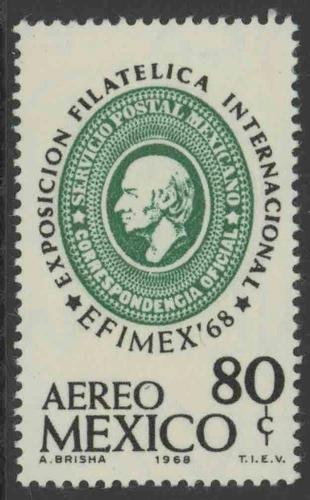 EXPOSICION FILATELICA INTERNACIONAL
★ EFIMEX'68 ★
SERVICIO POSTAL MEXICANO
★ CORRESPONDENCIA OFICIAL ★
80 ¢
AEREO
MEXICO
A. BRISHA 1968 T.I.E.V.